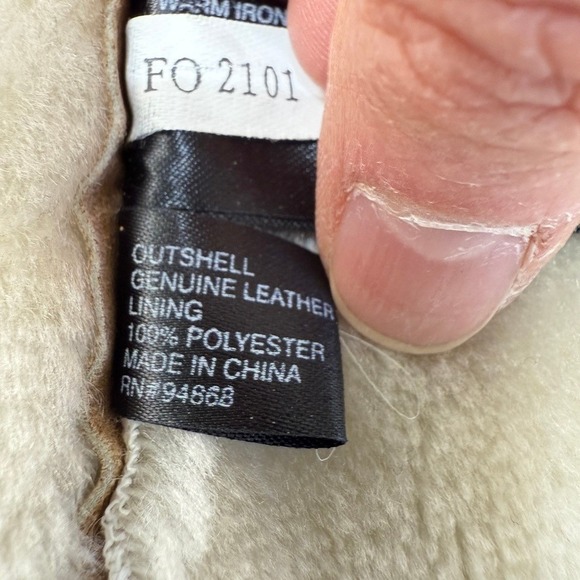 WARM IRON
FO 2101
OUTSHELL
GENUINE LEATHER
LINING
100% POLYESTER
MADE IN CHINA
RN# 94868